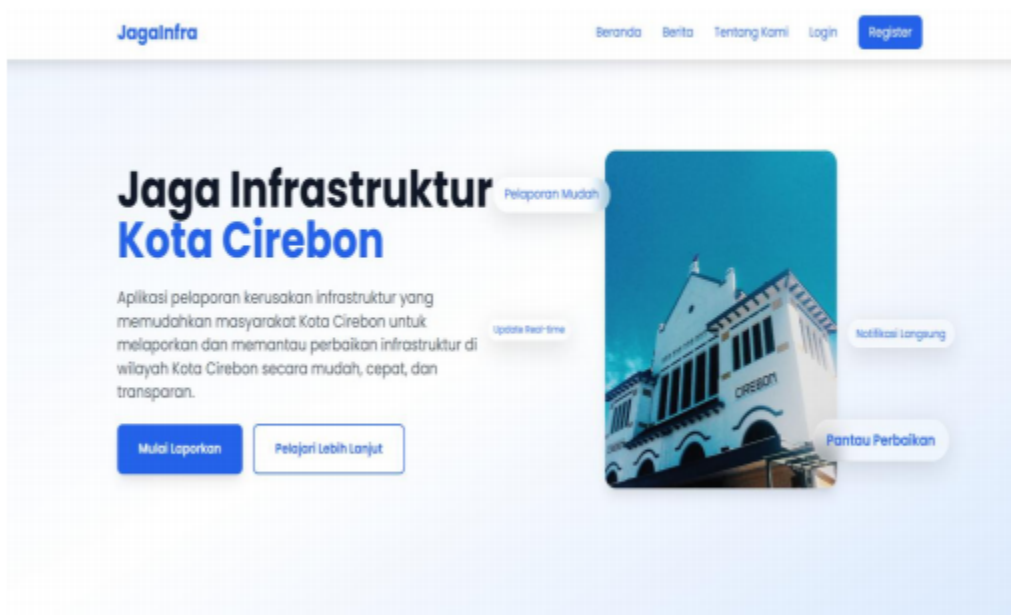 JagaInfra
Beranda Berita Tentang Kami Login Register
Jaga Infrastruktur
Kota Cirebon
Pelaporan Mudah
Aplikasi pelaporan kerusakan infrastruktur yang
memudahkan masyarakat Kota Cirebon untuk
melaporkan dan memantau perbaikan infrastruktur di
wilayah Kota Cirebon secara mudah, cepat, dan
transparan.
Mulai Laporkan
Pelajari Lebih Lanjut
Update Real-time
Notifikasi Langsung
CIREBON
Pantau Perbaikan